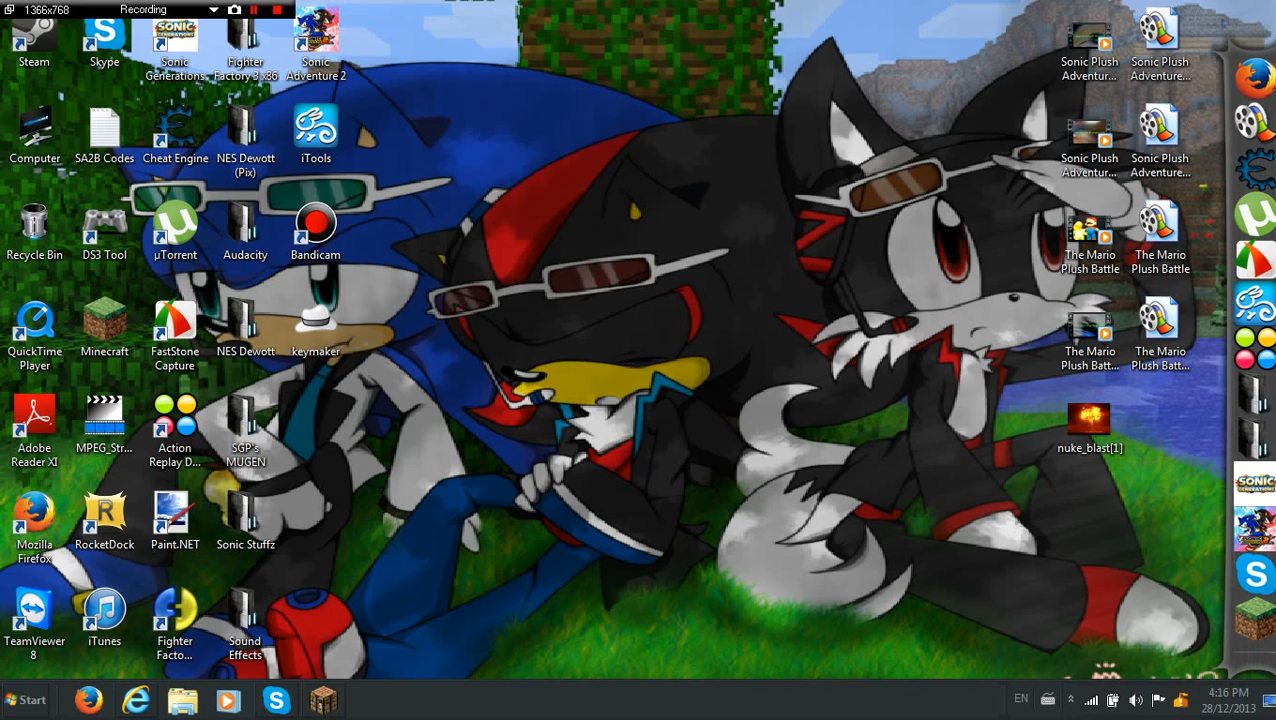 1366x768
Recording
Steam
Skype
Sonic
Generations
Fighter
Factory 3 x86
Sonic
Adventure 2
Computer
SA2B Codes
Cheat Engine
NES Dewott
(Pix)
iTools
Recycle Bin
DS3 Tool
µTorrent
Audacity
Bandicam
QuickTime
Player
Minecraft
FastStone
Capture
NES Dewott
keymaker
Adobe
Reader XI
MPEG_Str...
Action
Replay D...
SGP's
MUGEN
Mozilla
Firefox
RocketDock
Paint.NET
Sonic Stuffz
TeamViewer
8
iTunes
Fighter
Facto...
Sound
Effects
Sonic Plush
Adventur...
Sonic Plush
Adventure...
Sonic Plush
Adventur...
Sonic Plush
Adventure...
The Mario
Plush Battle
The Mario
Plush Battle
The Mario
Plush Batt...
The Mario
Plush Batt...
nuke_blast[1]
SONIC
GENERATIONS
Start
EN
4:16 PM
28/12/2013